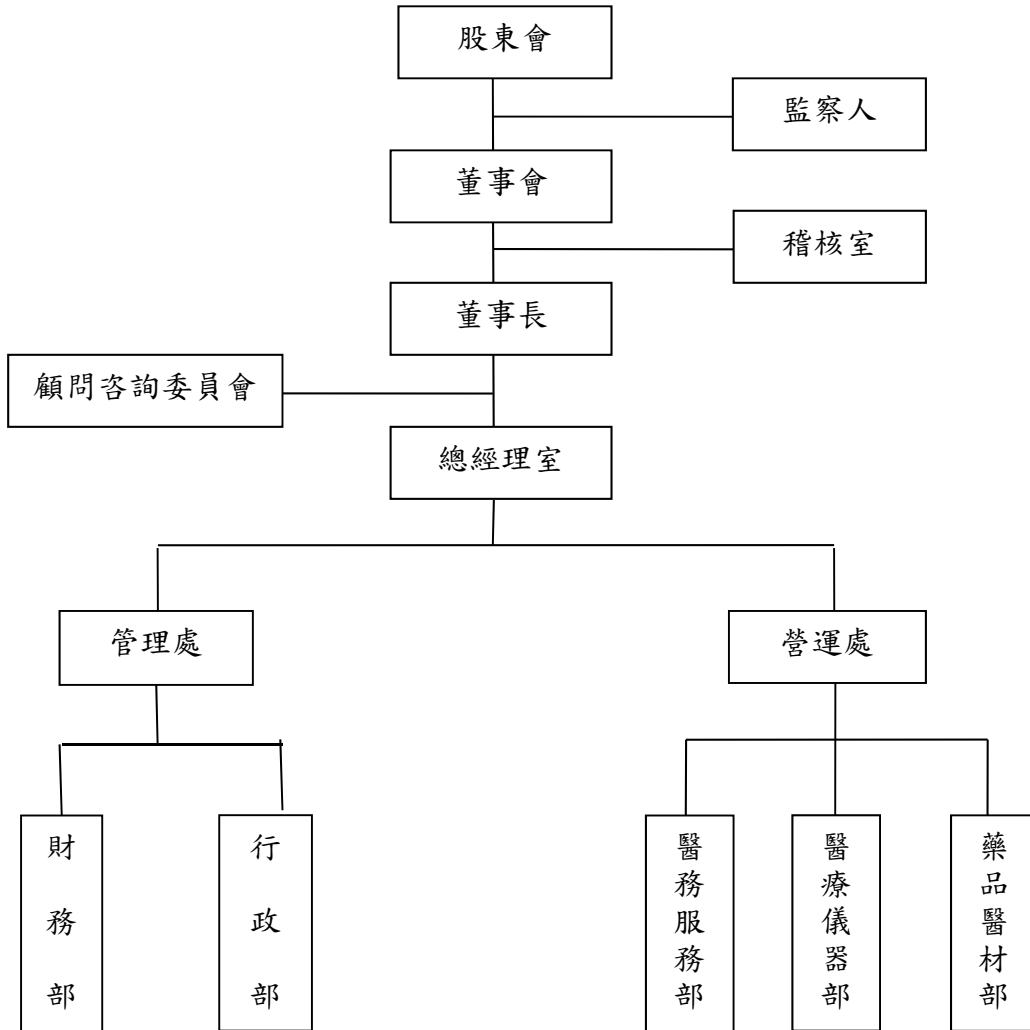 股東會
監察人
董事會
稽核室
董事長
顧問咨詢委員會
總經理室
管理處
營運處
財務部
行政部
醫務服務部
醫療儀器部
藥品醫材部